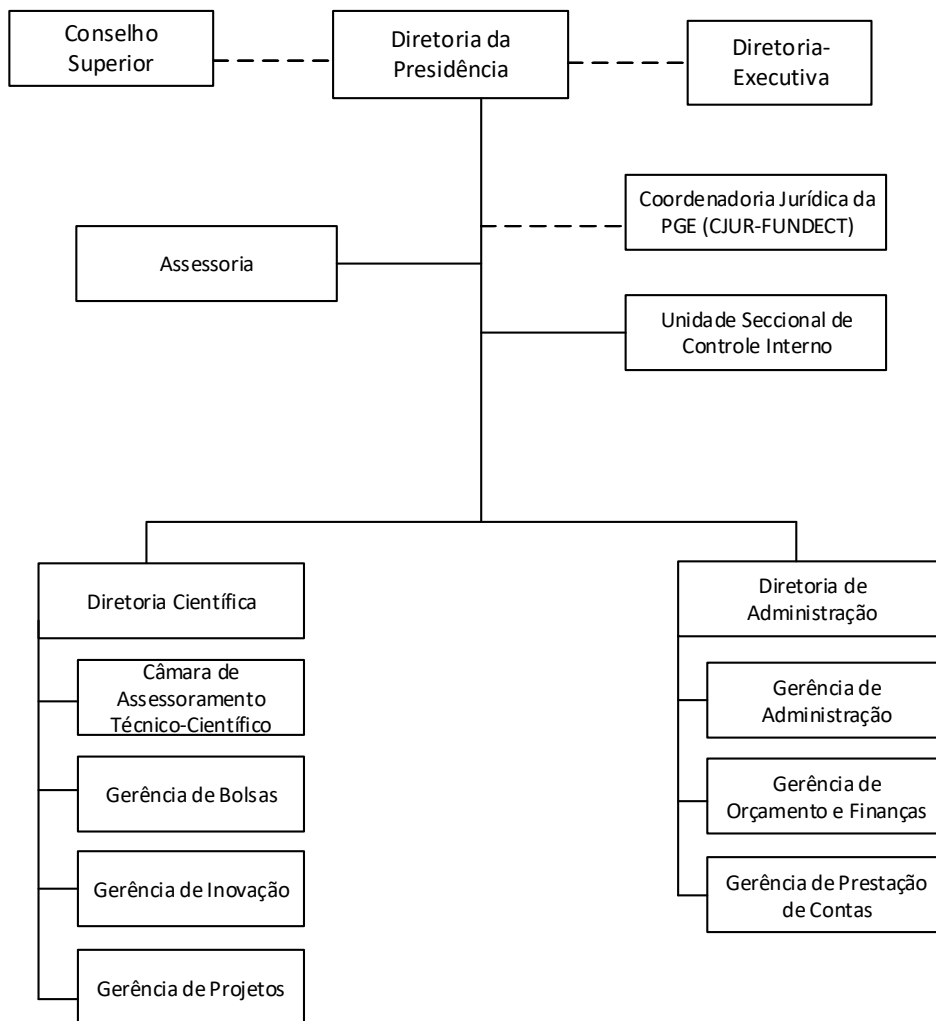 Conselho
Superior
Diretoria da
Presidência
Diretoria-
Executiva
Coordenadoria Jurídica da
PGE (CJUR-FUNDECT)
Assessoria
Unidade Seccional de
Controle Interno
Diretoria Científica
Câmara de
Assessoramento
Técnico-Científico
Gerência de Bolsas
Gerência de Inovação
Gerência de Projetos
Diretoria de
Administração
Gerência de
Administração
Gerência de
Orçamento e Finanças
Gerência de Prestação
de Contas